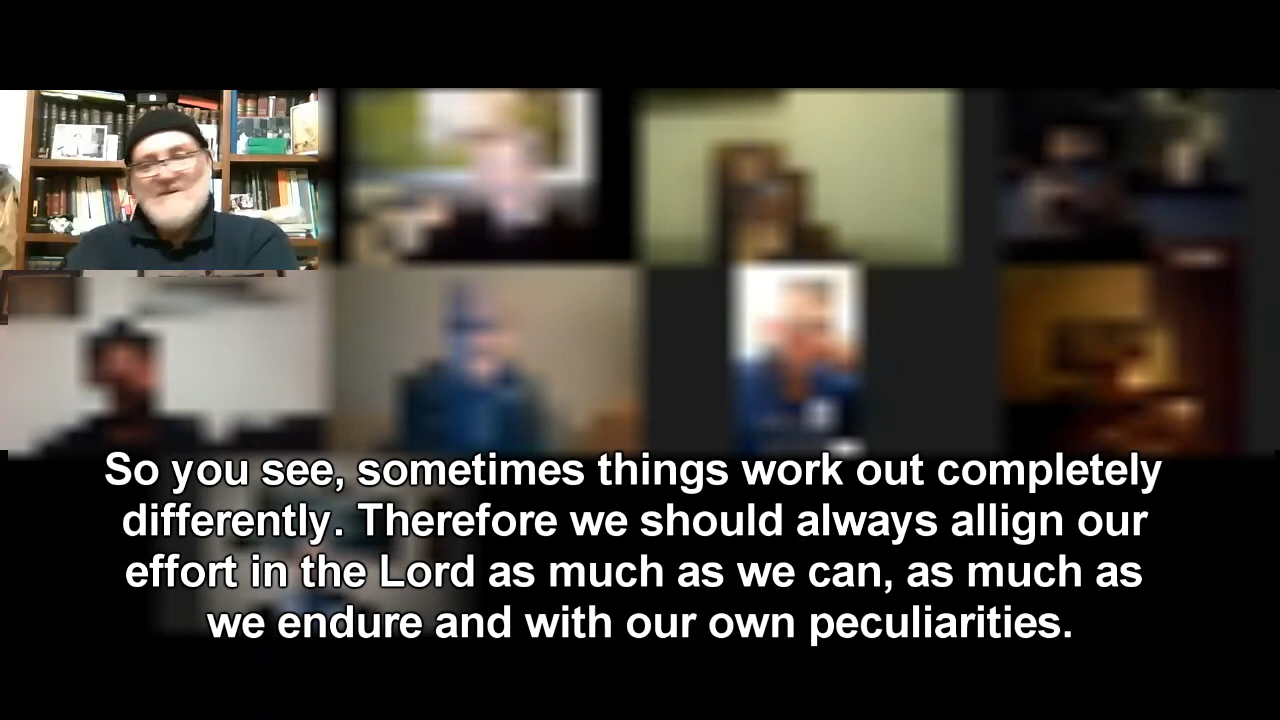 So you see, sometimes things work out completely
differently. Therefore we should always allign our
effort in the Lord as much as we can, as much as
we endure and with our own peculiarities.